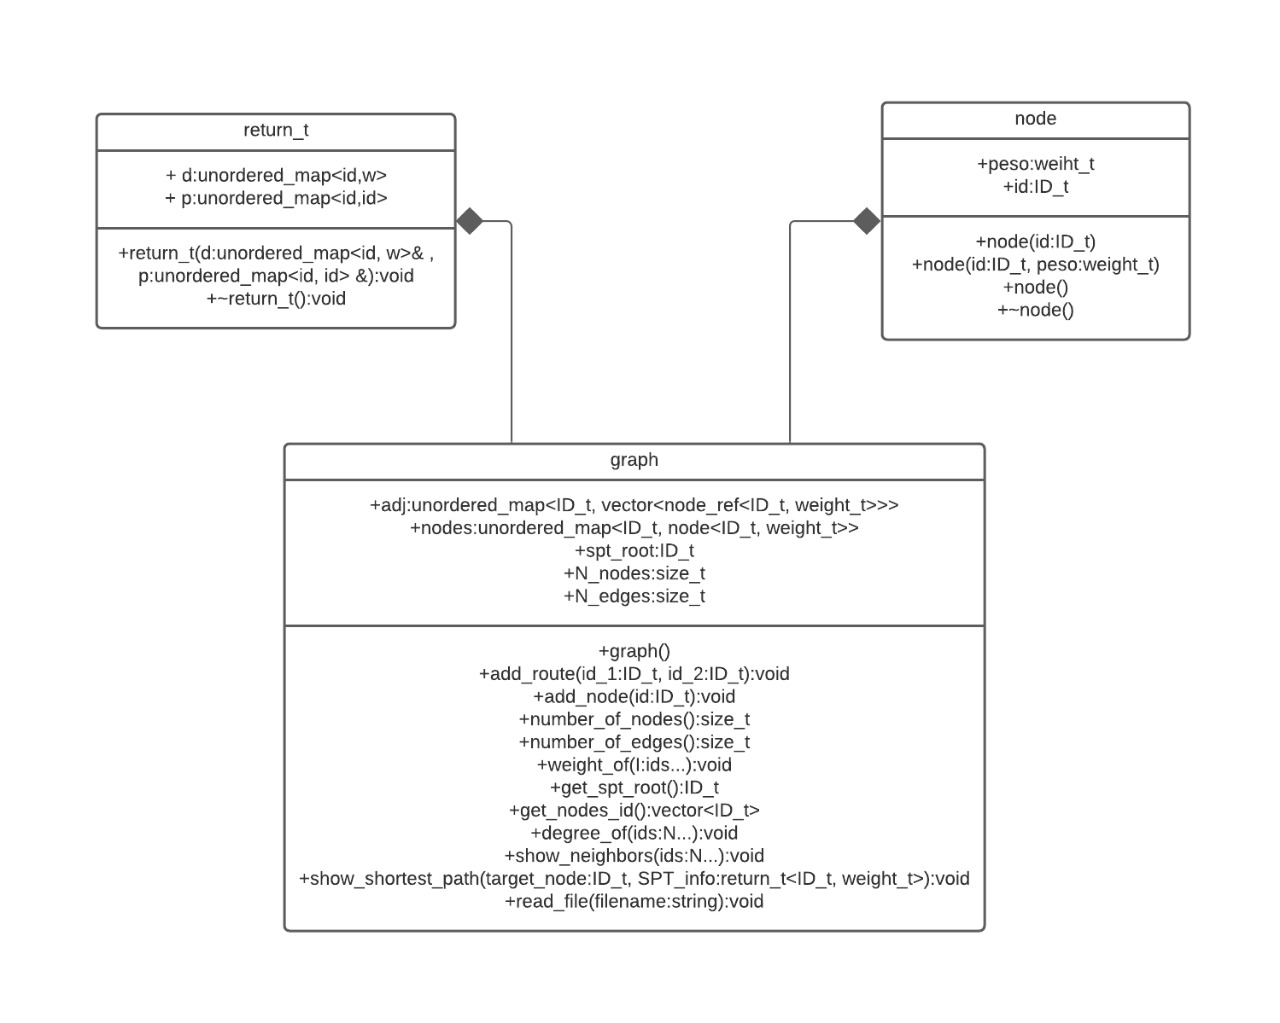 return_t
+ d:unordered_map<id,w>
+ p:unordered_map<id,id>
+return_t(d:unordered_map<id, w>& ,
p:unordered_map<id, id> &):void
+~return_t():void
node
+peso:weiht_t
+id:ID_t
+node(id:ID_t)
+node(id:ID_t, peso:weight_t)
+node()
+~node()
graph
+adj:unordered_map<ID_t, vector<node_ref<ID_t, weight_t>>>
+nodes:unordered_map<ID_t, node<ID_t, weight_t>>
+spt_root:ID_t
+N_nodes:size_t
+N_edges:size_t
+graph()
+add_route(id_1:ID_t, id_2:ID_t):void
+add_node(id:ID_t):void
+number_of_nodes():size_t
+number_of_edges():size_t
+weight_of(I:ids...):void
+get_spt_root():ID_t
+get_nodes_id():vector<ID_t>
+degree_of(ids:N...):void
+show_neighbors(ids:N...):void
+show_shortest_path(target_node:ID_t, SPT_info:return_t<ID_t, weight_t>):void
+read_file(filename:string):void